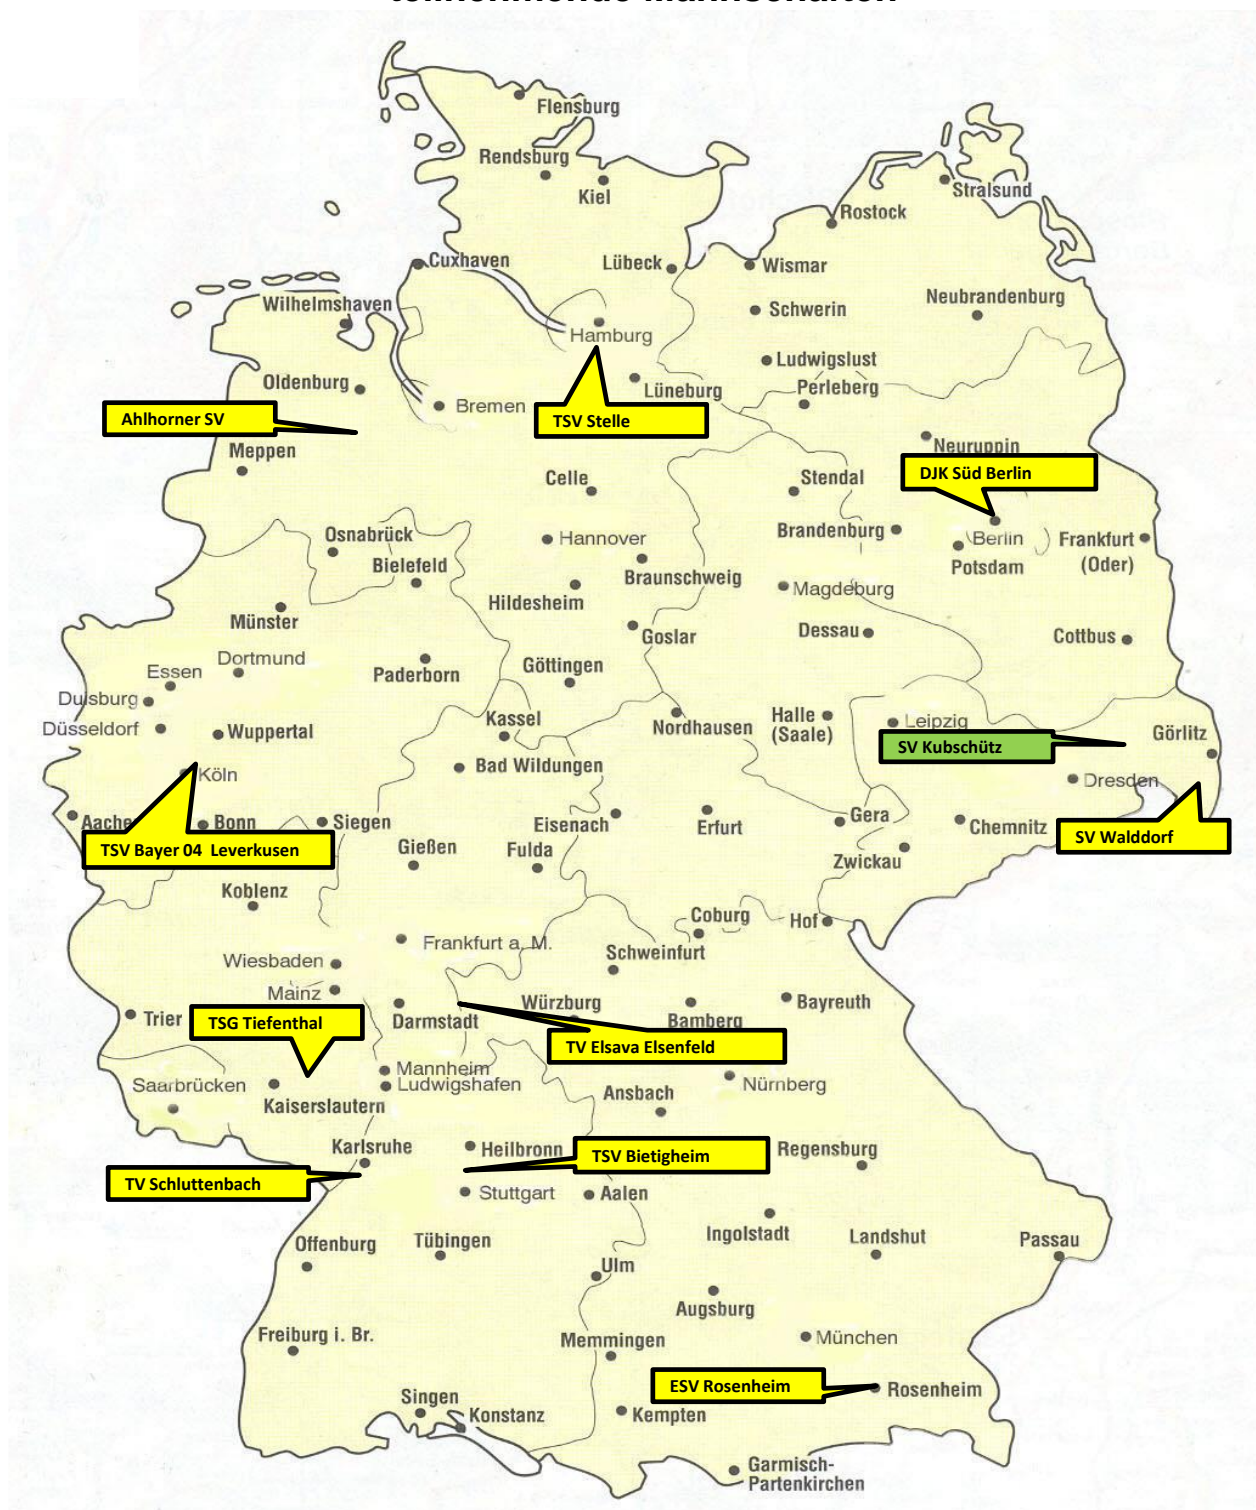 teilnehmende Mannschaften
Flensburg
Rendsburg
Kiel
Stralsund
Rostock
Cuxhaven
Lübeck
Wismar
Wilhelmshaven
Schwerin
Neubrandenburg
Hamburg
Ludwigslust
Oldenburg
Lüneburg
Perleberg
Bremen
Ahlhorner SV
TSV Stelle
Neuruppin
Meppen
DJK Süd Berlin
Celle
Stendal
Osnabrück
Hannover
Brandenburg
Berlin
Frankfurt
(Oder)
Bielefeld
Braunschweig
Potsdam
Hildesheim
Magdeburg
Münster
Goslar
Dessau
Cottbus
Dortmund
Essen
Paderborn
Göttingen
Duisburg
Düsseldorf
Wuppertal
Kassel
Nordhausen
Halle
(Saale)
Leipzig
Görlitz
SV Kubschütz
Köln
Bad Wildungen
Dresden
Aache
Bonn
Siegen
Eisenach
Erfurt
Gera
Chemnitz
SV Walddorf
TSV Bayer 04 Leverkusen
Gießen
Fulda
Zwickau
Koblenz
Coburg
Hof
Frankfurt a. M.
Schweinfurt
Wiesbaden
Mainz
Würzburg
Bayreuth
Trier
TSG Tiefenthal
Darmstadt
Bamberg
TV Elsava Elsenfeld
Mannheim
Ludwigshafen
Saarbrücken
Nürnberg
Kaiserslautern
Ansbach
Karlsruhe
Heilbronn
TSV Bietigheim
Regensburg
TV Schluttenbach
Stuttgart
Aalen
Offenburg
Tübingen
Ingolstadt
Landshut
Passau
Ulm
Augsburg
Freiburg i. Br.
Memmingen
München
ESV Rosenheim
Rosenheim
Singen
Konstanz
Kempten
Garmisch-
Partenkirchen